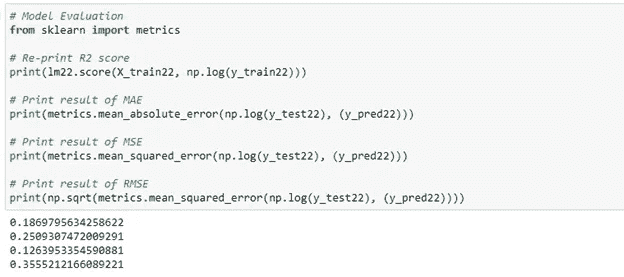 # Model Evaluation
from sklearn import metrics
# Re-print R2 score
print(lm22.score(X_train22, np.log(y_train22)))
# Print result of MAE
print(metrics.mean_absolute_error(np.log(y_test22), (y_pred22)))
# Print result of MSE
print(metrics.mean_squared_error(np.log(y_test22), (y_pred22)))
# Print result of RMSE
print(np.sqrt(metrics.mean_squared_error(np.log(y_test22), (y_pred22))))
0.1869795634258622
0.2509307472009291
0.1263953354590881
0.3555212166089221